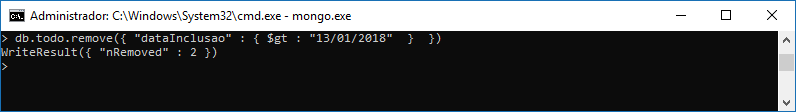 Administrador: C:\Windows\System32\cmd.exe - mongo.exe
> db.todo.remove({ "dataInclusao" : { $gt : "13/01/2018"  }  })
WriteResult({ "nRemoved" : 2 })
>